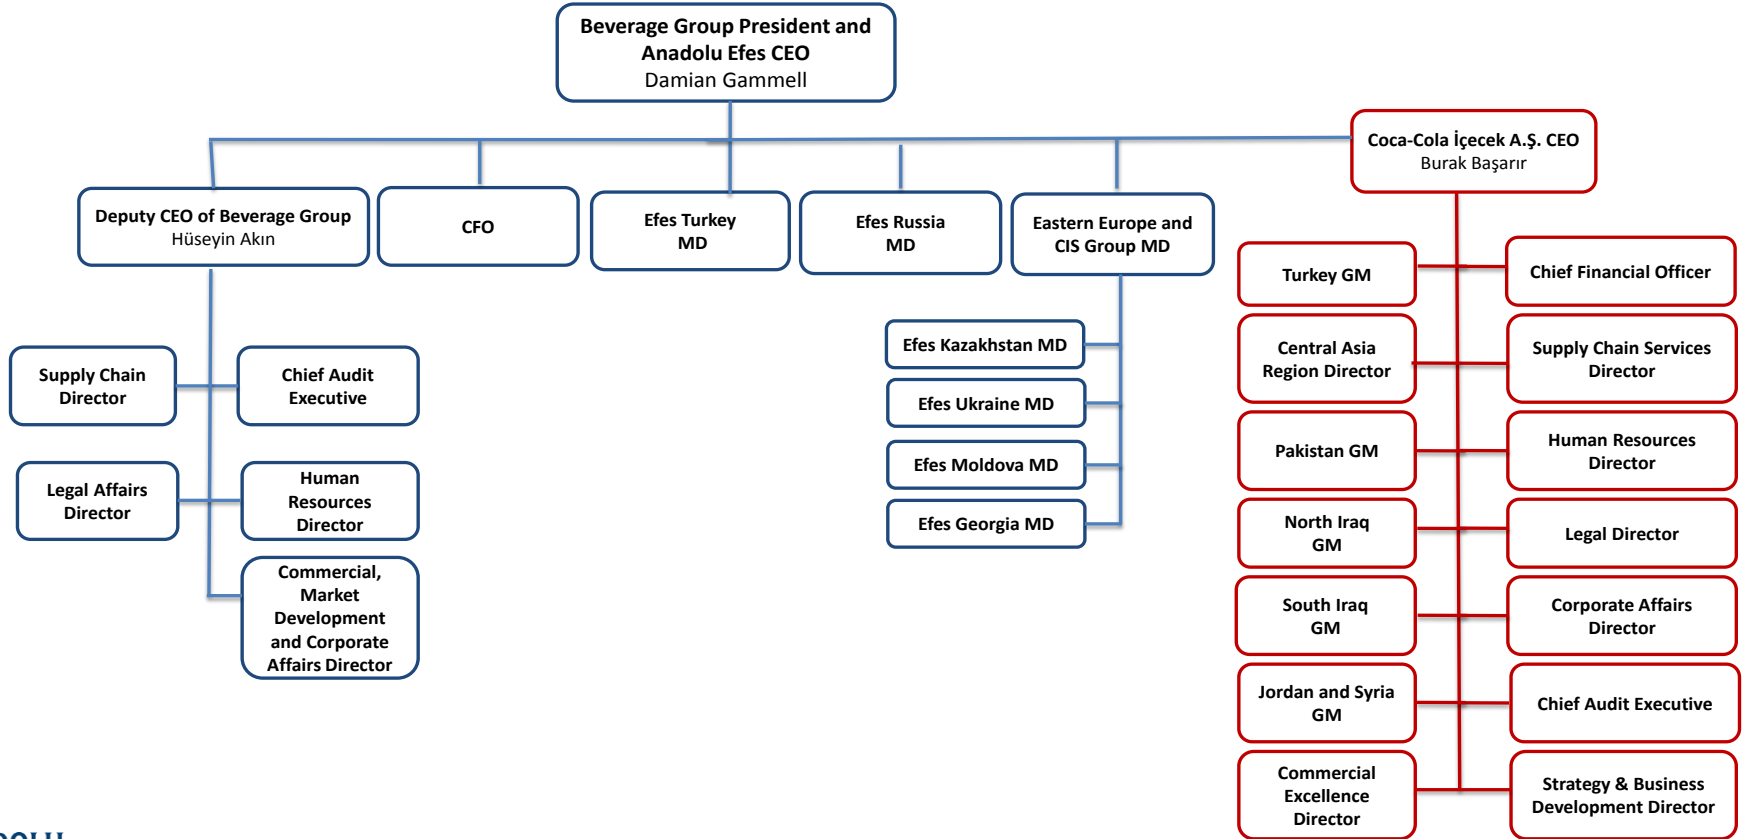 Beverage Group President and
Anadolu Efes CEO
Damian Gammell
Coca-Cola İçecek A.Ş. CEO
Burak Başarır
Deputy CEO of Beverage Group
Hüseyin Akın
CFO
Efes Turkey
MD
Efes Russia
MD
Eastern Europe and
CIS Group MD
Supply Chain
Director
Chief Audit
Executive
Legal Affairs
Director
Human
Resources
Director
Commercial,
Market
Development
and Corporate
Affairs Director
Efes Kazakhstan MD
Efes Ukraine MD
Efes Moldova MD
Efes Georgia MD
Turkey GM
Chief Financial Officer
Central Asia
Region Director
Supply Chain Services
Director
Pakistan GM
Human Resources
Director
North Iraq
GM
Legal Director
South Iraq
GM
Corporate Affairs
Director
Jordan and Syria
GM
Chief Audit Executive
Commercial
Excellence
Director
Strategy & Business
Development Director